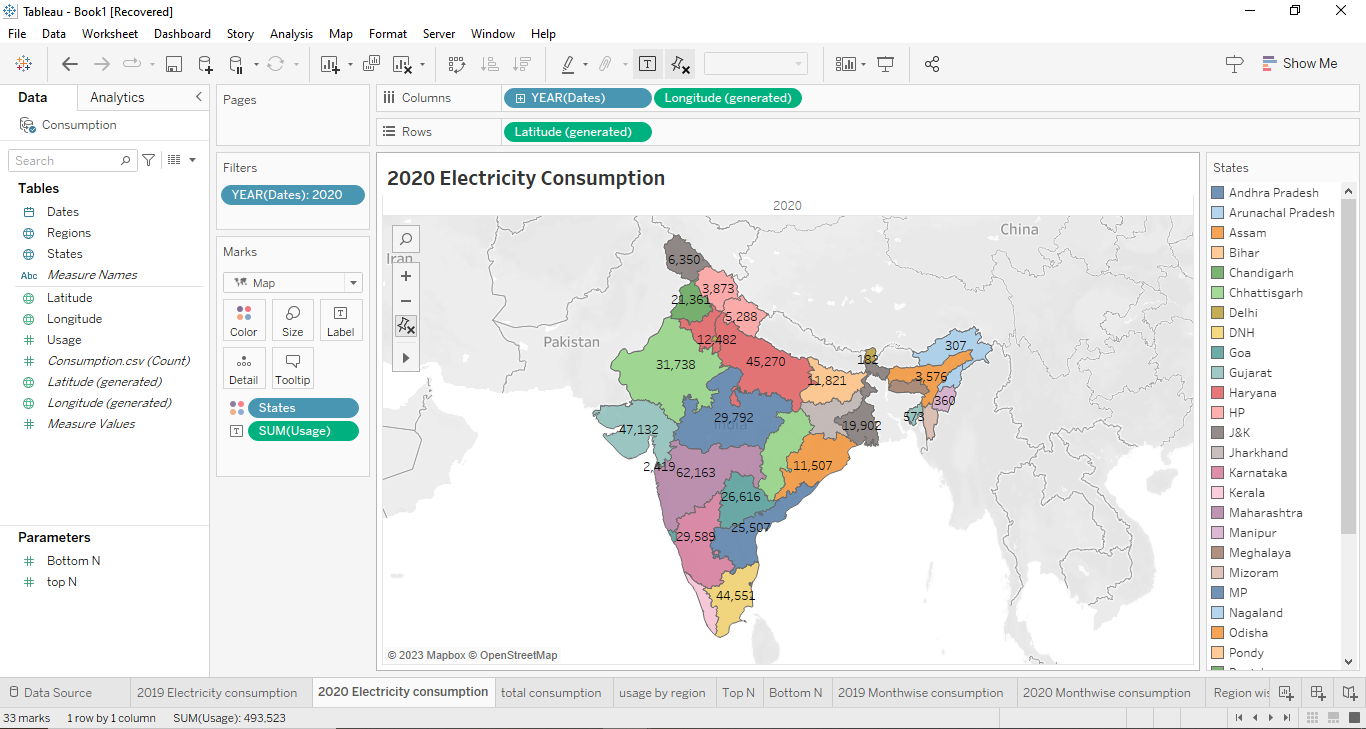 Tableau - Book1 [Recovered]
File Data Worksheet Dashboard Story Analysis Map Format Server Window Help
Show Me
Data Analytics
Consumption
Search
Tables
Dates
Regions
States
Abc Measure Names
Latitude
Longitude
Usage
Consumption.csv (Count)
Latitude (generated)
Longitude (generated)
Measure Values
Parameters
Bottom N
top N
Pages
Filters
YEAR(Dates): 2020
Marks
Map
Color Size Label
Detail Tooltip
States
SUM(Usage)
Columns YEAR(Dates) Longitude (generated)
Rows Latitude (generated)
2020 Electricity Consumption
2020
China
Iran
6,350
3,873
21,361
5,288
Pakistan
12,482
307
182
31,738
45,270
3,576
11,821
360
573
29,792
India
19,902
47,132
2,419
62,163
11,507
26,616
25,507
29,589
44,551
© 2023 Mapbox © OpenStreetMap
States
Andhra Pradesh
Arunachal Pradesh
Assam
Bihar
Chandigarh
Chhattisgarh
Delhi
DNH
Goa
Gujarat
Haryana
HP
J&K
Jharkhand
Karnataka
Kerala
Maharashtra
Manipur
Meghalaya
Mizoram
MP
Nagaland
Odisha
Pondy
Data Source 2019 Electricity consumption 2020 Electricity consumption total consumption usage by region Top N Bottom N 2019 Monthwise consumption 2020 Monthwise consumption Region wis
33 marks 1 row by 1 column SUM(Usage): 493,523